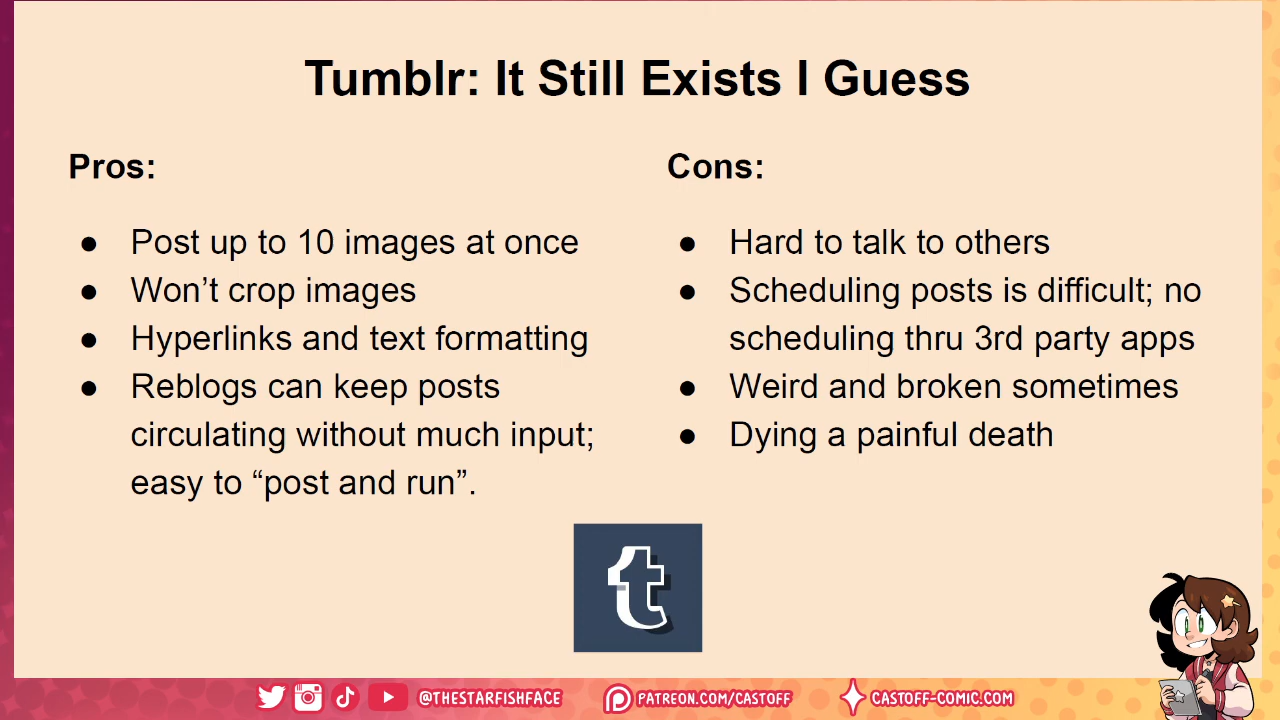 Tumblr: It Still Exists I Guess
Pros:
● Post up to 10 images at once
● Won’t crop images
● Hyperlinks and text formatting
● Reblogs can keep posts
circulating without much input;
easy to “post and run”.
Cons:
● Hard to talk to others
● Scheduling posts is difficult; no
scheduling thru 3rd party apps
● Weird and broken sometimes
● Dying a painful death
t
@THESTARFISHFACE PATREON.COM/CASTOFF CASTOFF-COMIC.COM